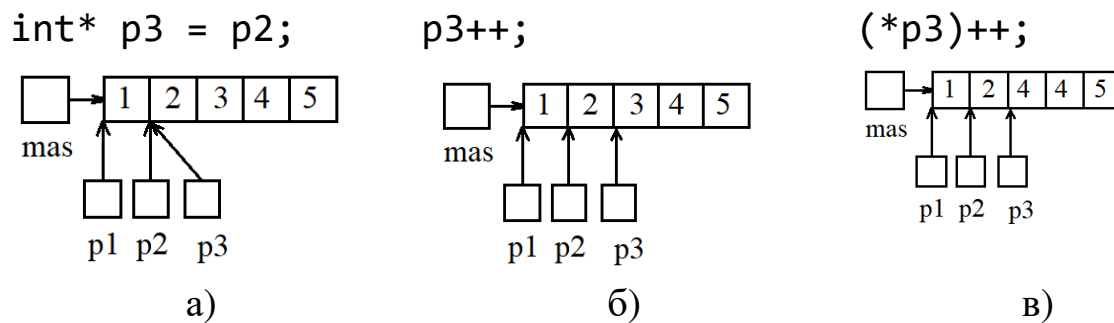 int* p3 = p2;
1 2 3 4 5
mas
p1 p2 p3
а)
p3++;
1 2 3 4 5
mas
p1 p2 p3
б)
(*p3)++;
1 2 4 4 5
mas
p1 p2 p3
в)